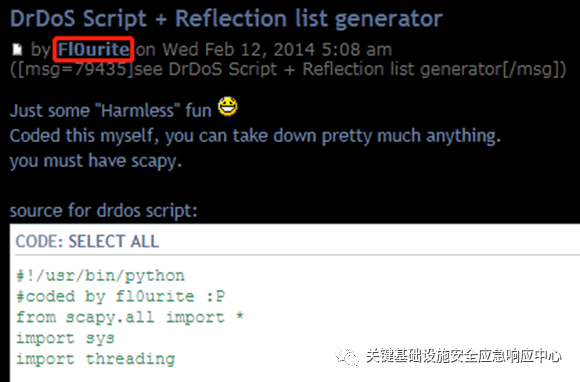 DrDoS Script + Reflection list generator
by Fl0urite on Wed Feb 12, 2014 5:08 am
([msg=79435]see DrDoS Script + Reflection list generator[/msg])
Just some "Harmless" fun
Coded this myself, you can take down pretty much anything.
you must have scapy.
source for drdos script:
CODE: SELECT ALL
#!/usr/bin/python
#coded by fl0urite :P
from scapy.all import *
import sys
import threading
关键基础设施安全应急响应中心